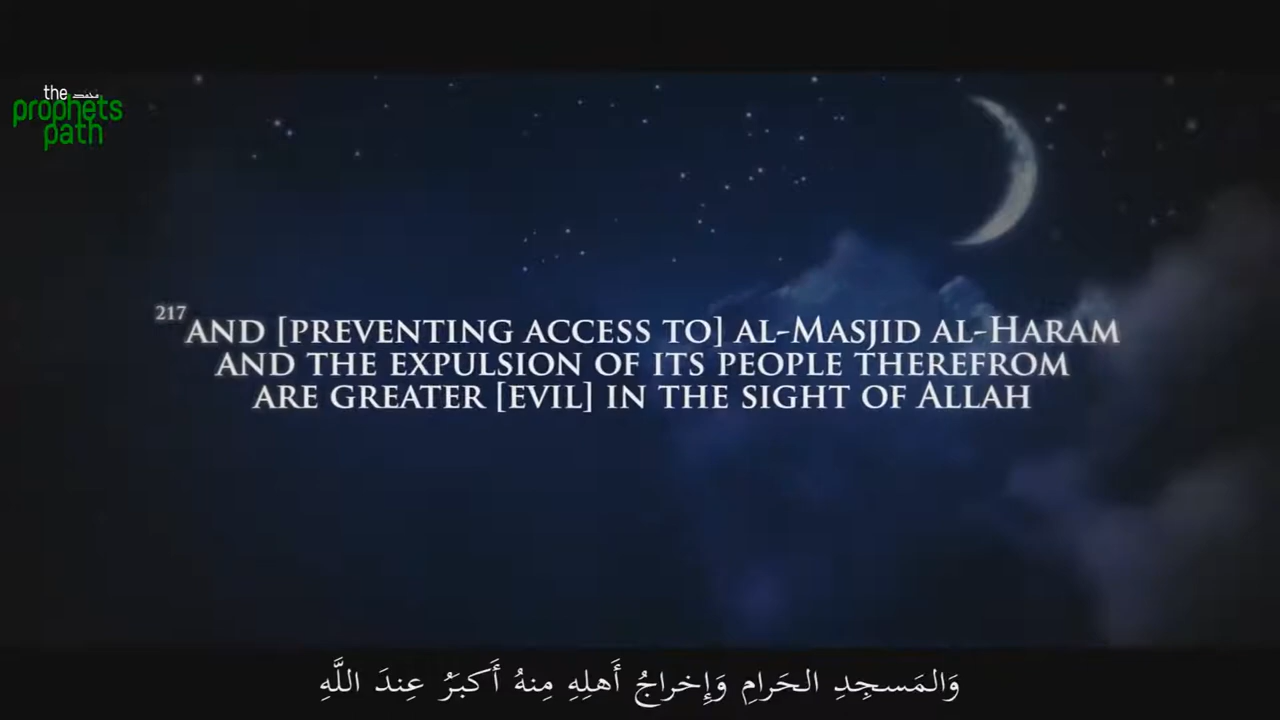 the محمد
prophets
path
217 AND [PREVENTING ACCESS TO] AL-MASJID AL-HARAM
AND THE EXPULSION OF ITS PEOPLE THEREFROM
ARE GREATER [EVIL] IN THE SIGHT OF ALLAH
وَالمَسجِدِ الحَرامِ وَإِخراجُ أَهلِهِ مِنهُ أَكبَرُ عِندَ اللَّهِ